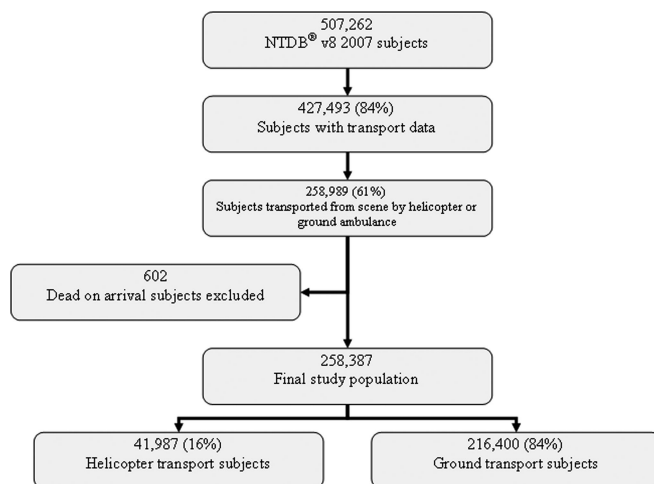 507,262
NTDB® v8 2007 subjects
427,493 (84%)
Subjects with transport data
258,989 (61%)
Subjects transported from scene by helicopter or
ground ambulance
602
Dead on arrival subjects excluded
258,387
Final study population
41,987 (16%)
Helicopter transport subjects
216,400 (84%)
Ground transport subjects